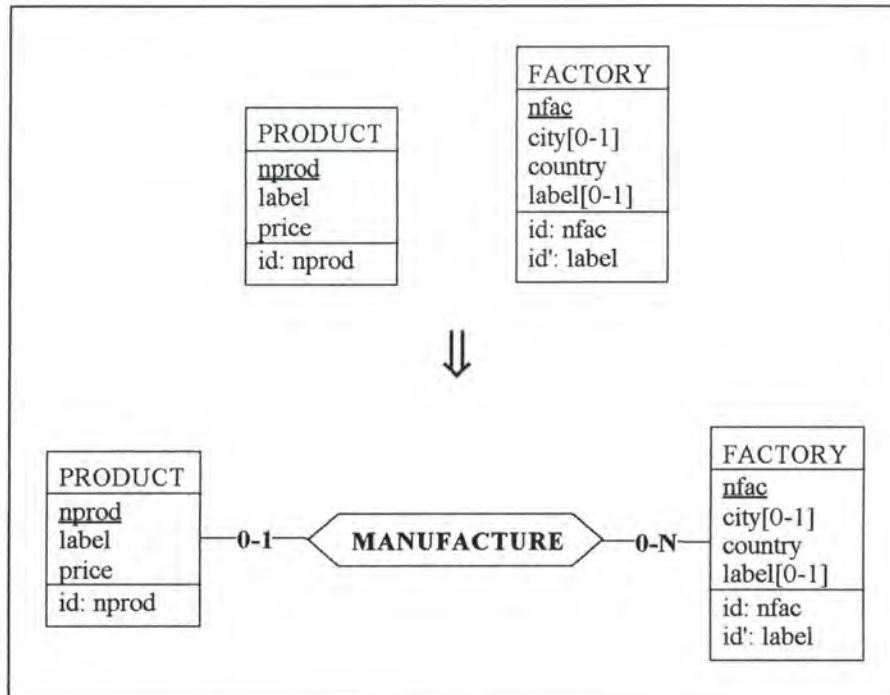 PRODUCT
nprod
label
price
id: nprod
FACTORY
nfac
city[0-1]
country
label[0-1]
id: nfac
id': label
⇓
PRODUCT
nprod
label
price
id: nprod
0-1
MANUFACTURE
0-N
FACTORY
nfac
city[0-1]
country
label[0-1]
id: nfac
id': label